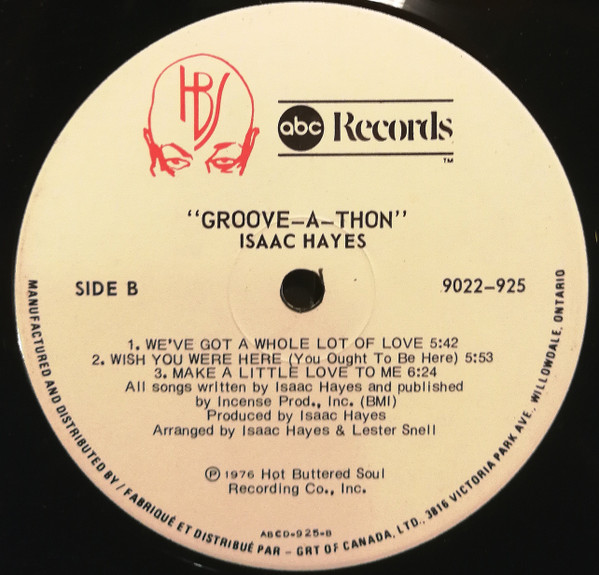 HBS
abc Records
TM
"GROOVE-A-THON"
ISAAC HAYES
SIDE B
9022-925
1. WE'VE GOT A WHOLE LOT OF LOVE 5:42
2. WISH YOU WERE HERE (You Ought To Be Here) 5:53
3. MAKE A LITTLE LOVE TO ME 6:24
All songs written by Isaac Hayes and published
by Incense Prod., Inc. (BMI)
Produced by Isaac Hayes
Arranged by Isaac Hayes & Lester Snell
Ⓟ 1976 Hot Buttered Soul
Recording Co., Inc.
ABCD-925-B
MANUFACTURED AND DISTRIBUTED BY / FABRIQUÉ ET DISTRIBUÉ PAR - GRT OF CANADA, LTD., 3816 VICTORIA PARK AVE. WILLOWDALE, ONTARIO